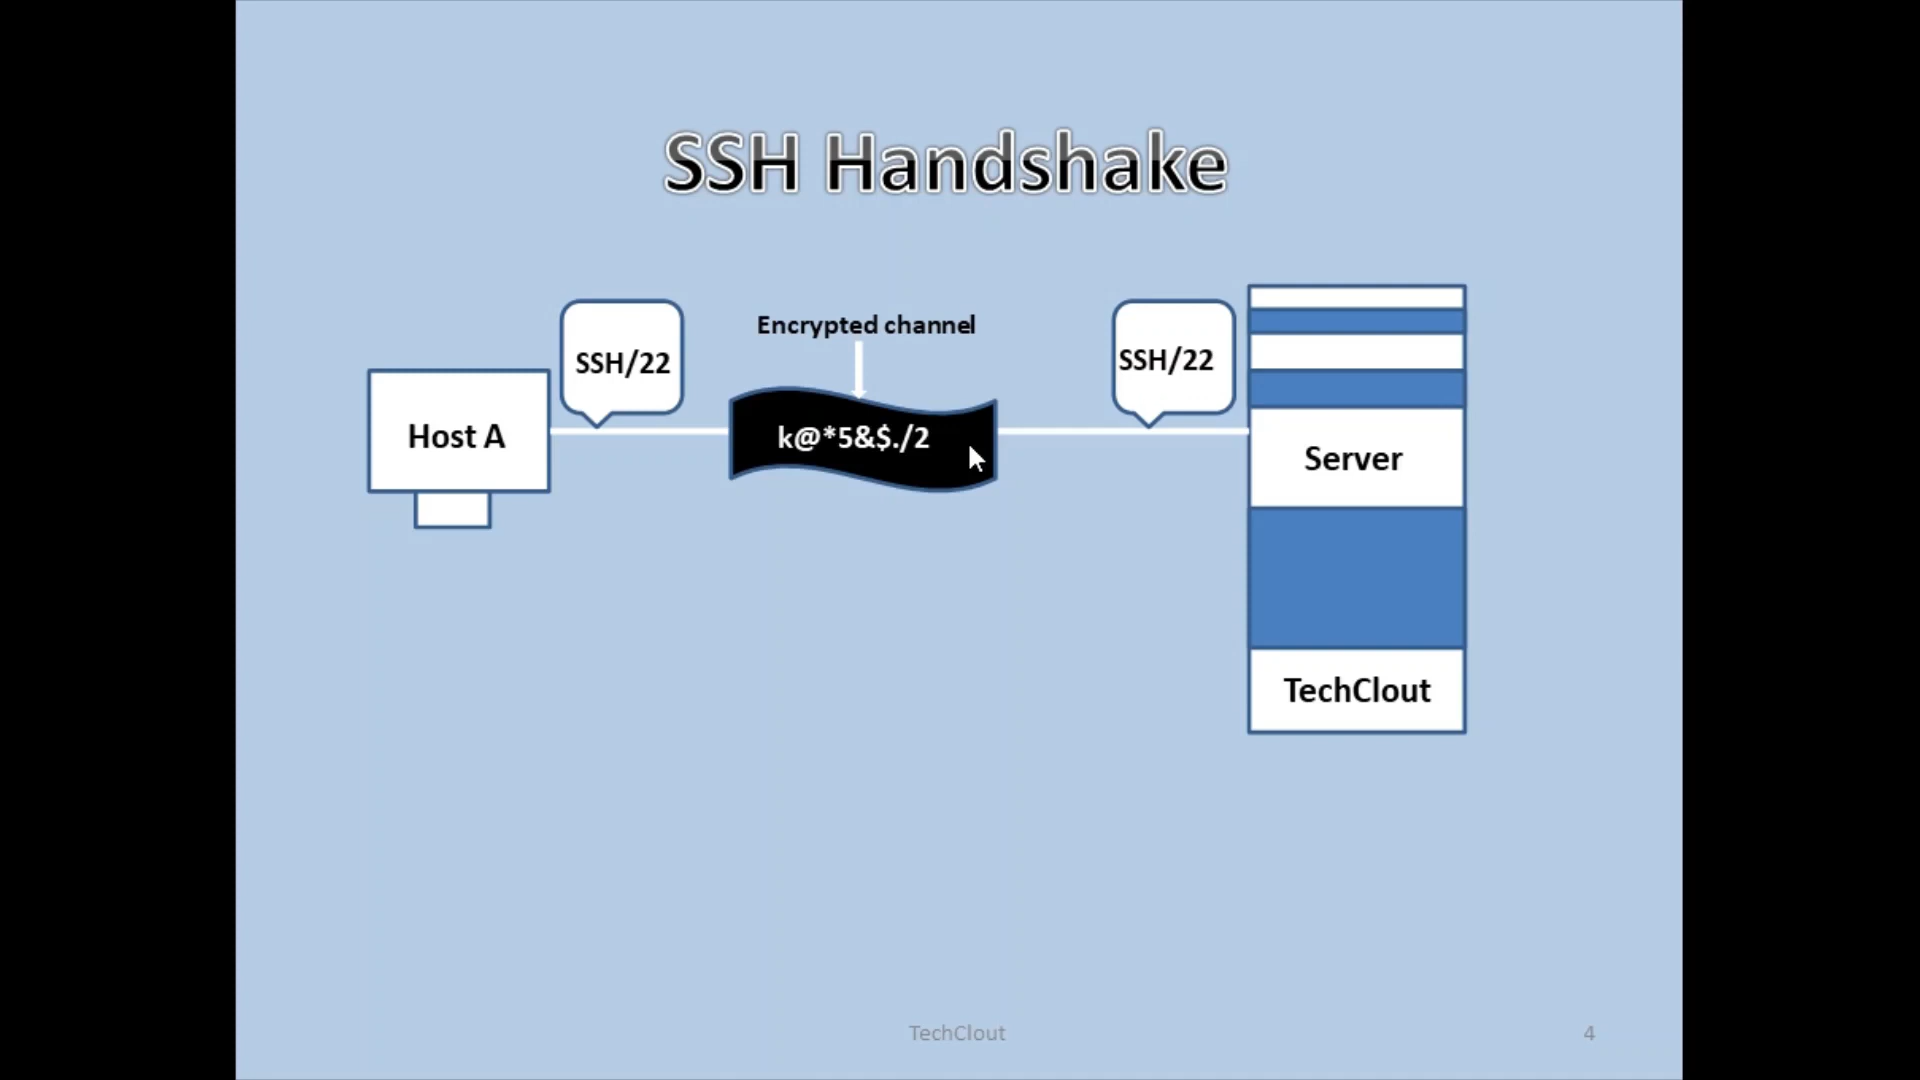 SSH Handshake
Encrypted channel
SSH/22
SSH/22
Host A
k@*5&$./2
Server
TechClout
TechClout
4